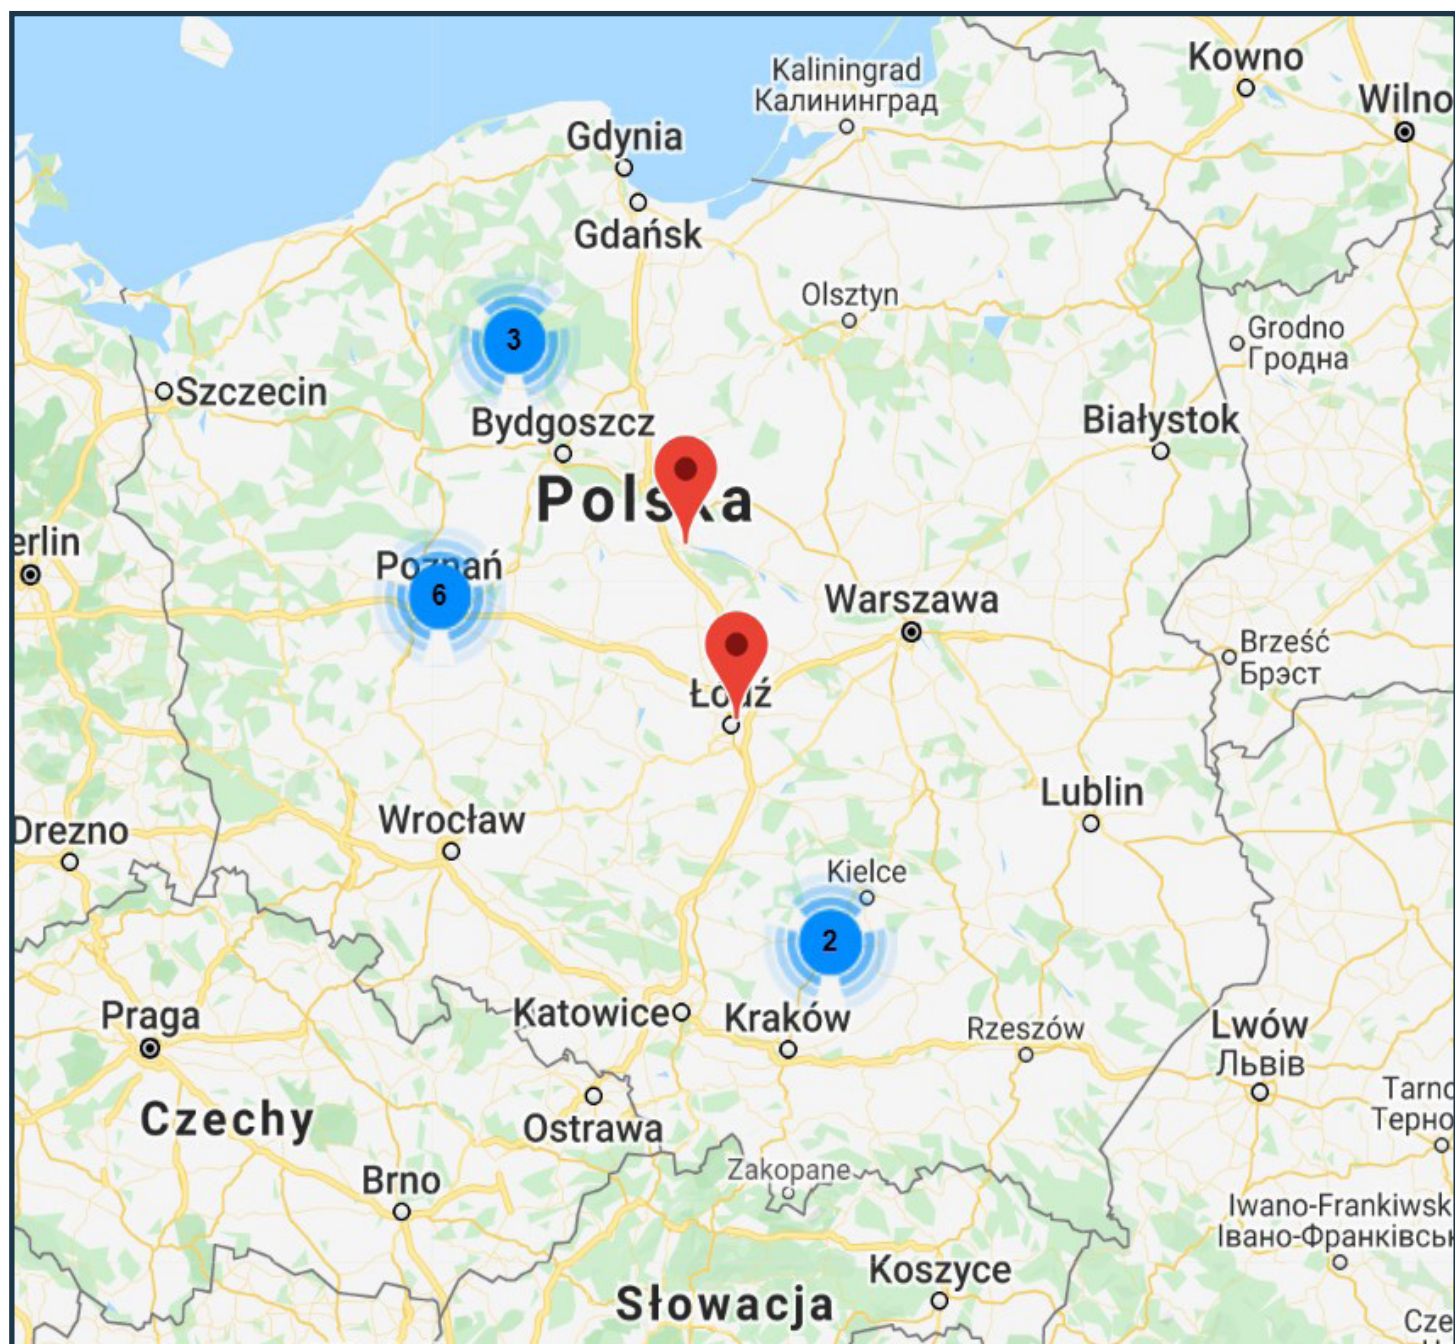 Kowno
Kaliningrad
Калининград
Wilno
Gdynia
Gdańsk
Olsztyn
Grodno
Гродна
3
Szczecin
Bydgoszcz
Białystok
Polska
erlin
Poznań
6
Warszawa
Brześć
Брэст
Łódź
Lublin
Wrocław
Drezno
Kielce
2
Katowice
Kraków
Rzeszów
Lwów
Львів
Praga
Tarno
Терно
Czechy
Ostrawa
Zakopane
Brno
Iwano-Frankiwsk
Івано-Франківськ
Koszyce
Słowacja
Cze